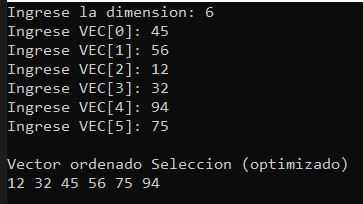 Ingrese la dimension: 6
Ingrese VEC[0]: 45
Ingrese VEC[1]: 56
Ingrese VEC[2]: 12
Ingrese VEC[3]: 32
Ingrese VEC[4]: 94
Ingrese VEC[5]: 75
Vector ordenado Seleccion (optimizado)
12 32 45 56 75 94